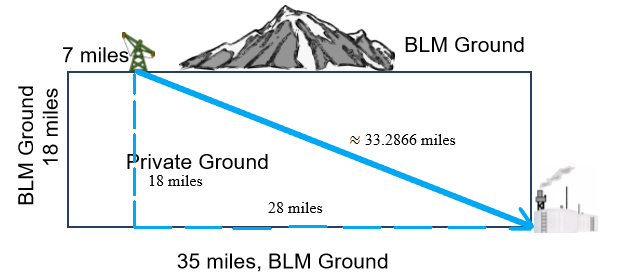 BLM Ground
7 miles
BLM Ground
18 miles
≈ 33.2866 miles
Private Ground
18 miles
28 miles
35 miles, BLM Ground